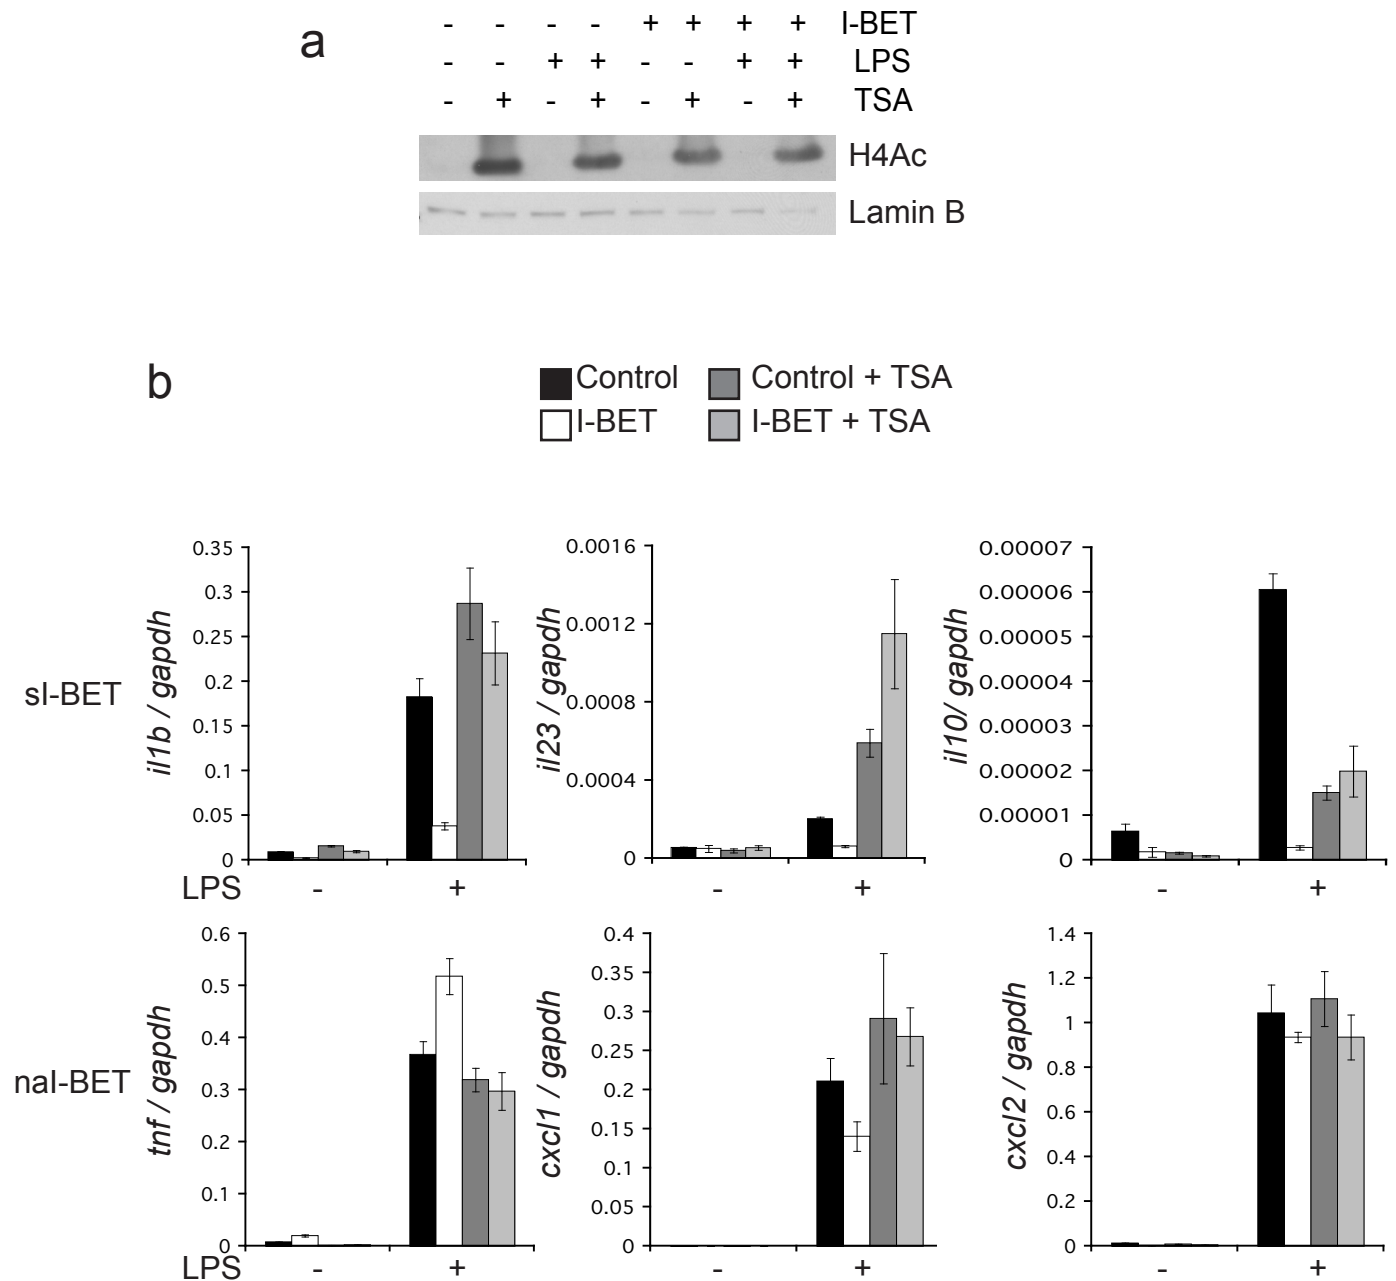 a
- - - - + + + + I-BET
- - + + - - + + LPS
- + - + - + - + TSA
H4Ac
Lamin B
b
Control
Control + TSA
I-BET
I-BET + TSA
sI-BET
il1b / gapdh
0.35
0.3
0.25
0.2
0.15
0.1
0.05
0
il23 / gapdh
0.0016
0.0012
0.0008
0.0004
0
il10/ gapdh
0.00007
0.00006
0.00005
0.00004
0.00003
0.00002
0.00001
0
LPS - + - + - +
naI-BET
tnf / gapdh
0.6
0.5
0.4
0.3
0.2
0.1
0
cxcl1 / gapdh
0.4
0.35
0.3
0.25
0.2
0.15
0.1
0.05
0
cxcl2 / gapdh
1.4
1.2
1
0.8
0.6
0.4
0.2
0
LPS - + - + - +